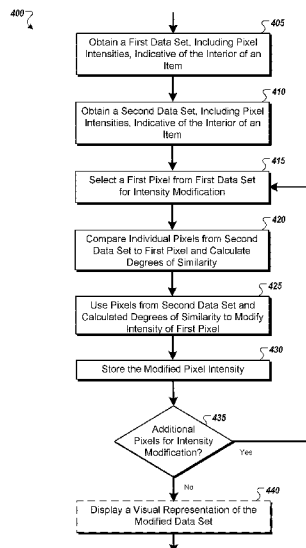 400
405
Obtain a First Data Set, Including Pixel
Intensities, Indicative of the Interior of an
Item
410
Obtain a Second Data Set, Including Pixel
Intensities, Indicative of the Interior of an
Item
415
Select a First Pixel from First Data Set
for Intensity Modification
420
Compare Individual Pixels from Second
Data Set to First Pixel and Calculate
Degrees of Similarity
425
Use Pixels from Second Data Set and
Calculated Degrees of Similarity to Modify
Intensity of First Pixel
430
Store the Modified Pixel Intensity
435
Additional
Pixels for Intensity
Modification?
Yes
No
440
Display a Visual Representation of the
Modified Data Set